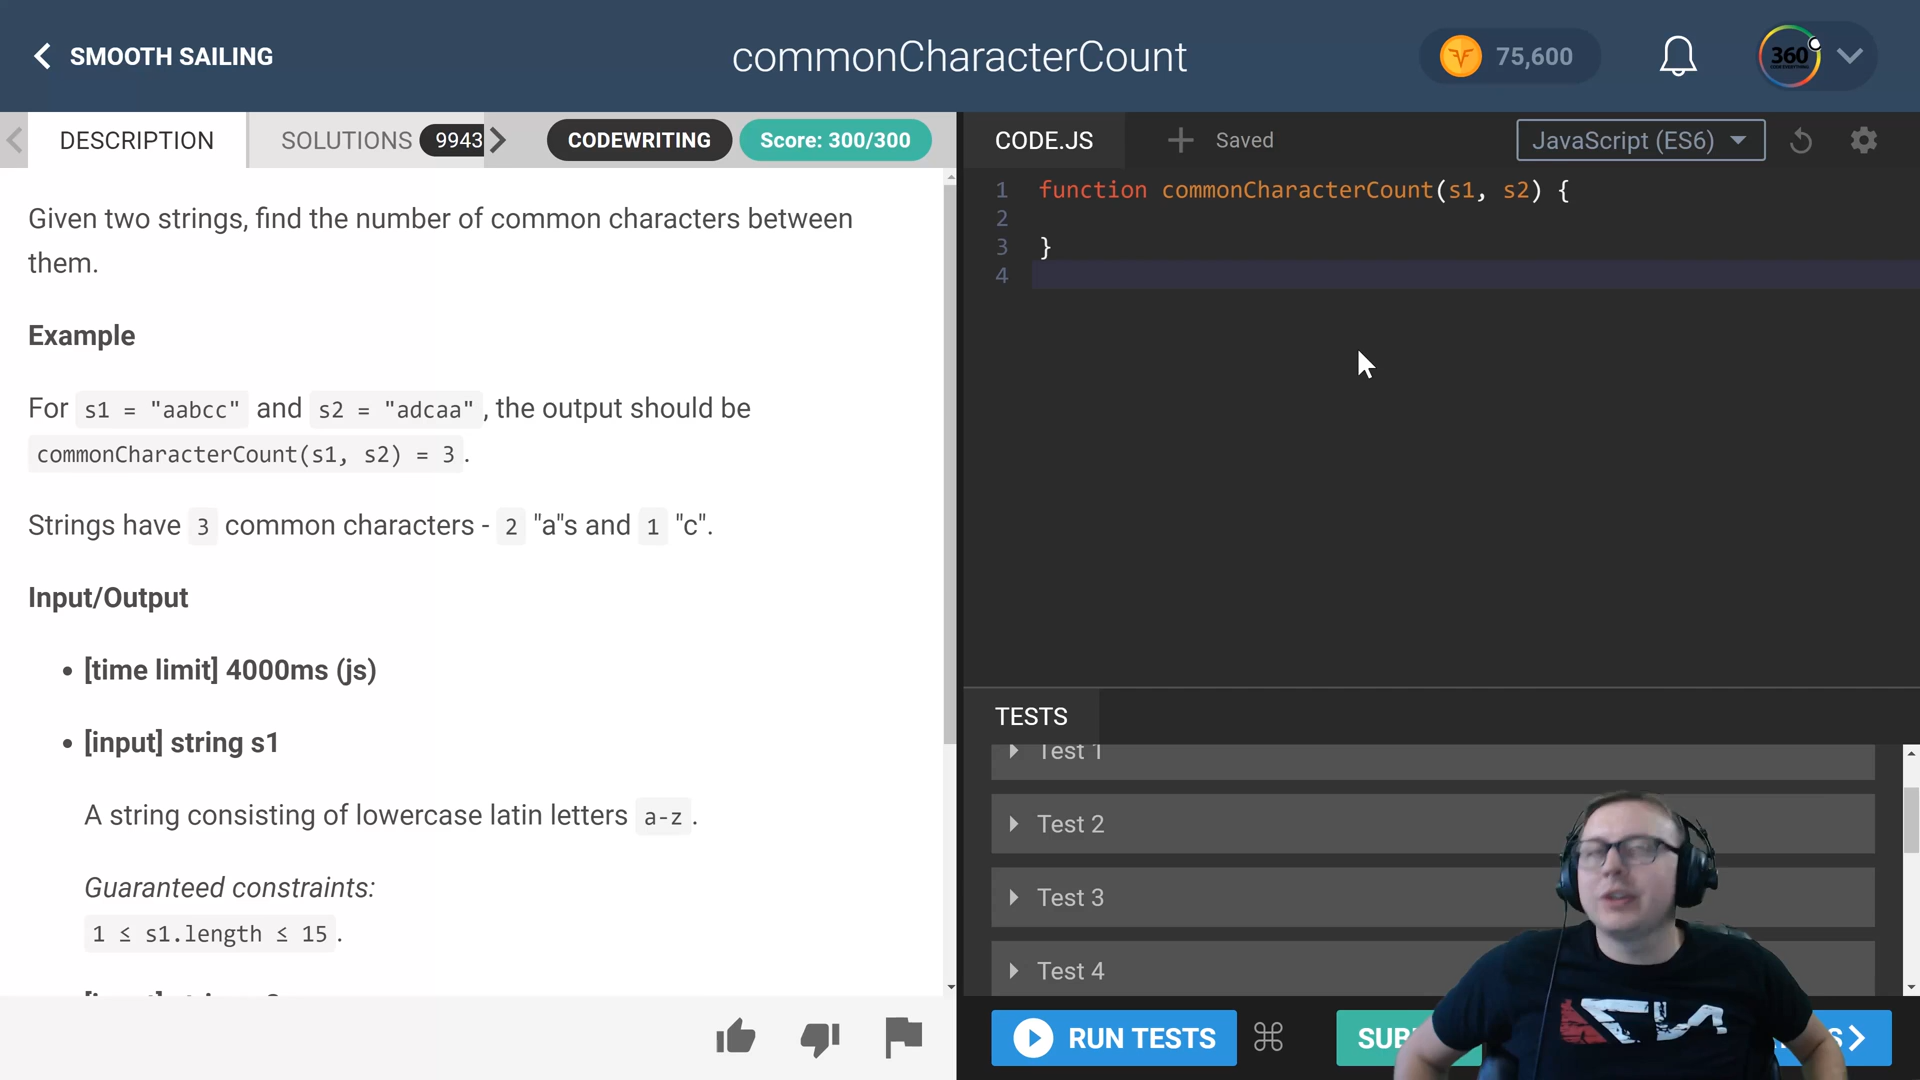 SMOOTH SAILING
commonCharacterCount
75,600
360
DESCRIPTION
SOLUTIONS 9943
CODEWRITING
Score: 300/300
CODE.JS
Saved
JavaScript (ES6)
Given two strings, find the number of common characters between
them.
Example
For s1 = "aabcc" and s2 = "adcaa", the output should be
commonCharacterCount(s1, s2) = 3.
Strings have 3 common characters - 2 "a"s and 1 "c".
Input/Output
• [time limit] 4000ms (js)
• [input] string s1
A string consisting of lowercase latin letters a-z.
Guaranteed constraints:
1 ≤ s1.length ≤ 15.
1 function commonCharacterCount(s1, s2) {
2
3 }
4
TESTS
Test 1
Test 2
Test 3
Test 4
RUN TESTS